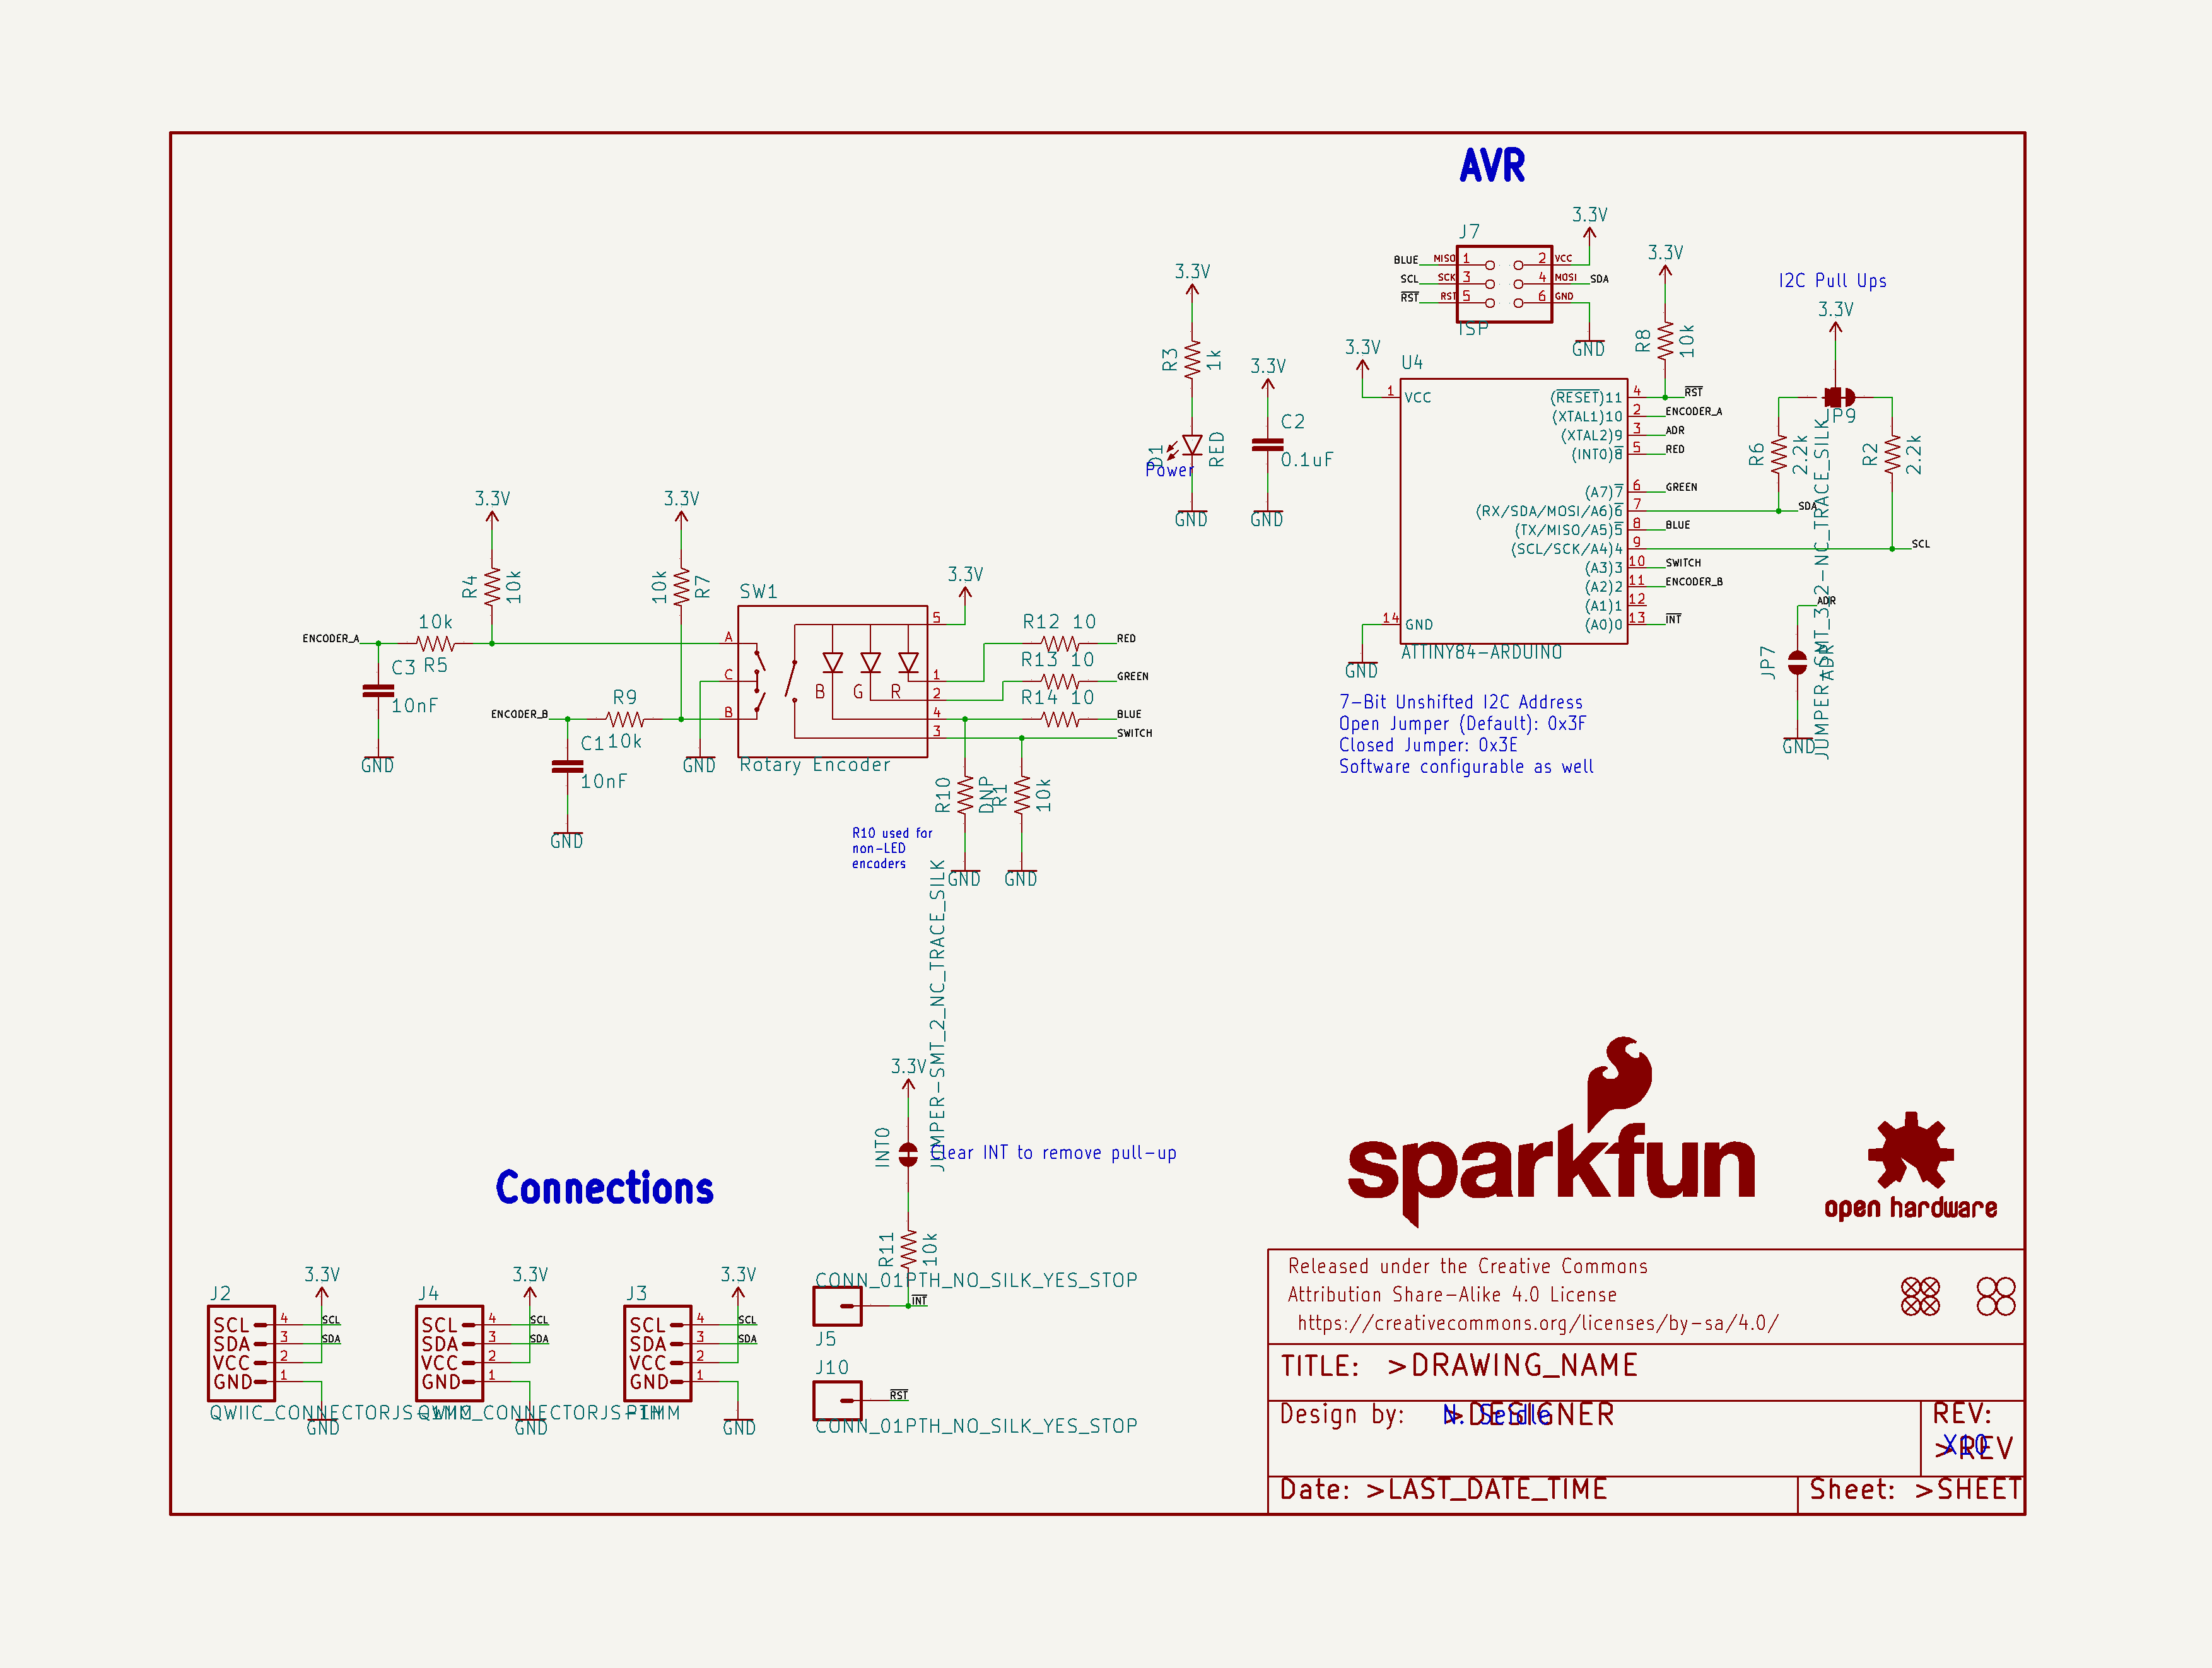 AVR
J7
3.3V
BLUE
MISO
1
2
VCC
SCL
SCK
3
4
MOSI
SDA
RST
RST
5
6
GND
ISP
GND
3.3V
R8
10k
I2C Pull Ups
3.3V
JP9
JUMPER-SMT_3_2-NC_TRACE_SILK
R6
2.2k
R2
2.2k
SDA
SCL
3.3V
R3
1k
D1
RED
Power
GND
3.3V
C2
0.1uF
GND
3.3V
U4
1
VCC
(RESET)11
4
RST
(XTAL1)10
2
ENCODER_A
(XTAL2)9
3
ADR
(INT0)8
5
RED
(A7)7
6
GREEN
(RX/SDA/MOSI/A6)6
7
(TX/MISO/A5)5
8
BLUE
(SCL/SCK/A4)4
9
(A3)3
10
SWITCH
(A2)2
11
ENCODER_B
(A1)1
12
14
GND
(A0)0
13
INT
ATTINY84-ARDUINO
GND
ADR
JP7
ADR
GND
7-Bit Unshifted I2C Address
Open Jumper (Default): 0x3F
Closed Jumper: 0x3E
Software configurable as well
3.3V
R4
10k
3.3V
10k
R7
ENCODER_A
10k
R5
C3
10nF
GND
ENCODER_B
R9
10k
C1
10nF
GND
GND
SW1
A
C
B
B
G
R
5
1
2
4
3
Rotary Encoder
3.3V
R12 10
RED
R13 10
GREEN
R14 10
BLUE
SWITCH
R10
DNP
R1
10k
GND
GND
R10 used for
non-LED
encoders
JUMPER-SMT_2_NC_TRACE_SILK
3.3V
INT0
Clear INT to remove pull-up
R11
10k
CONN_01PTH_NO_SILK_YES_STOP
INT
J5
J10
RST
CONN_01PTH_NO_SILK_YES_STOP
Connections
J2
3.3V
SCL
4
SCL
SDA
3
SDA
VCC
2
GND
1
QWIIC_CONNECTORJS-1MM
GND
J4
3.3V
SCL
4
SCL
SDA
3
SDA
VCC
2
GND
1
QWIIC_CONNECTORJS-1MM
GND
J3
3.3V
SCL
4
SCL
SDA
3
SDA
VCC
2
GND
1
GND
sparkfun
open hardware
Released under the Creative Commons
Attribution Share-Alike 4.0 License
https://creativecommons.org/licenses/by-sa/4.0/
TITLE: >DRAWING_NAME
Design by: >DESIGNER
N. Seidle
REV:
>REV
X10
Date: >LAST_DATE_TIME
Sheet: >SHEET